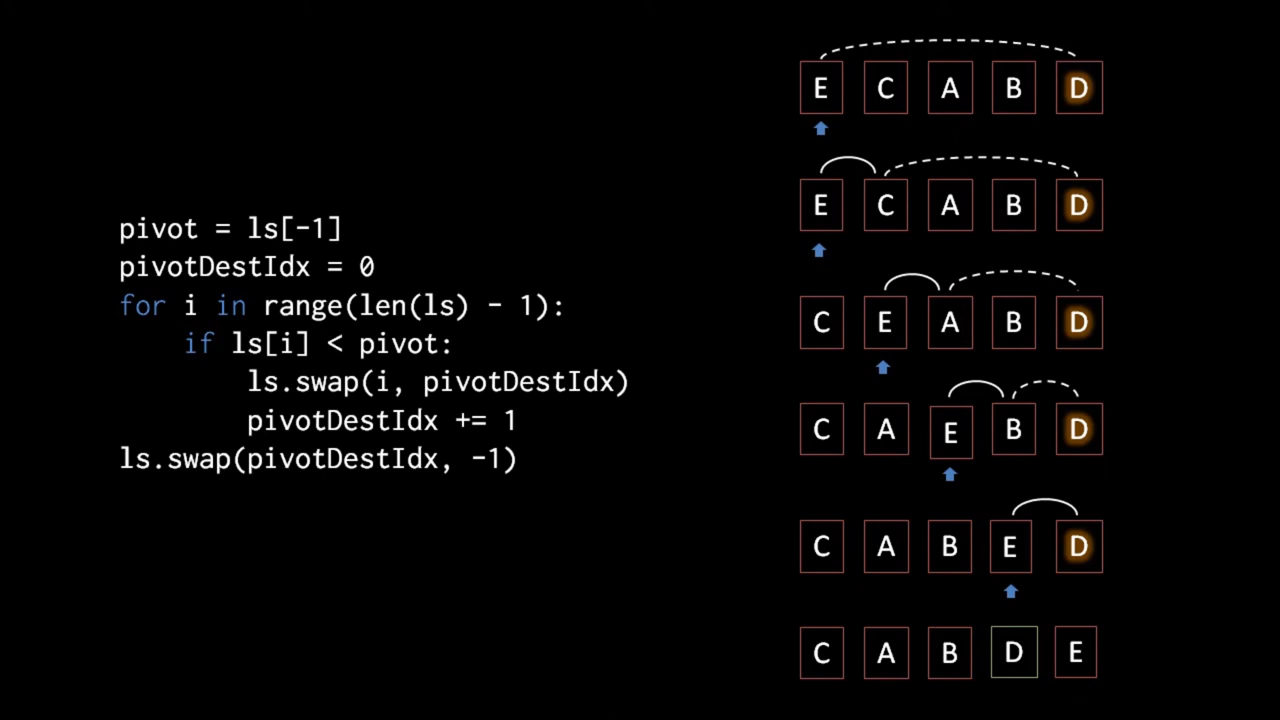 pivot = ls[-1]
pivotDestIdx = 0
for i in range(len(ls) - 1):
    if ls[i] < pivot:
        ls.swap(i, pivotDestIdx)
        pivotDestIdx += 1
ls.swap(pivotDestIdx, -1)
E C A B D
E C A B D
C E A B D
C A E B D
C A B E D
C A B D E